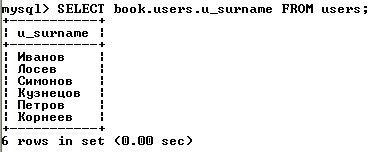 mysql> SELECT book.users.u_surname FROM users;
+-----------+
¦ u_surname ¦
+-----------+
¦ Иванов    ¦
¦ Лосев     ¦
¦ Симонов   ¦
¦ Кузнецов  ¦
¦ Петров    ¦
¦ Корнеев   ¦
+-----------+
6 rows in set (0.00 sec)